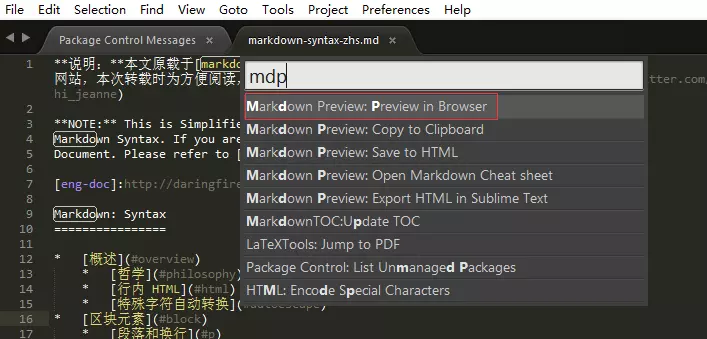 File Edit Selection Find View Goto Tools Project Preferences Help
Package Control Messages × markdown-syntax-zhs.md ×
mdp
Markdown Preview: Preview in Browser
Markdown Preview: Copy to Clipboard
Markdown Preview: Save to HTML
Markdown Preview: Open Markdown Cheat sheet
Markdown Preview: Export HTML in Sublime Text
MarkdownTOC:Update TOC
LaTeXTools: Jump to PDF
Package Control: List Unmanaged Packages
HTML: Encode Special Characters
1 **说明：**本文原载于[markdow
网站，本次转载时为方便阅读， tter.com/
hi_jeanne)
2
3 **NOTE:** This is Simplifie
4 Markdown Syntax. If you are
5 Document. Please refer to [
6
7 [eng-doc]:http://daringfire
8
9 Markdown: Syntax
10 ================
11
12 * [概述](#overview)
13 * [哲学](#philosophy)
14 * [行内 HTML](#html)
15 * [特殊字符自动转换](#autoescape)
16 * [区块元素](#block)
17 * [段落和换行](#p)